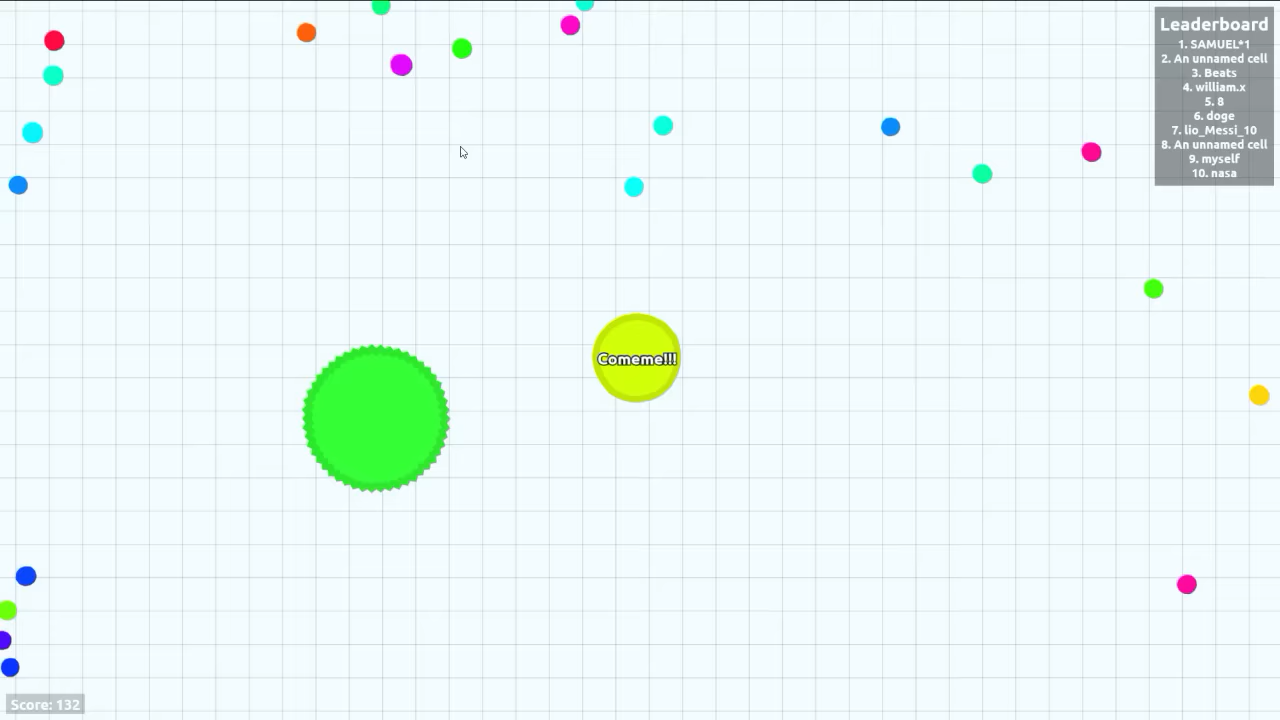 Leaderboard
1. SAMUEL*1
2. An unnamed cell
3. Beats
4. william.x
5. 8
6. doge
7. lio_Messi_10
8. An unnamed cell
9. myself
10. nasa
Comeme!!!
Score: 132